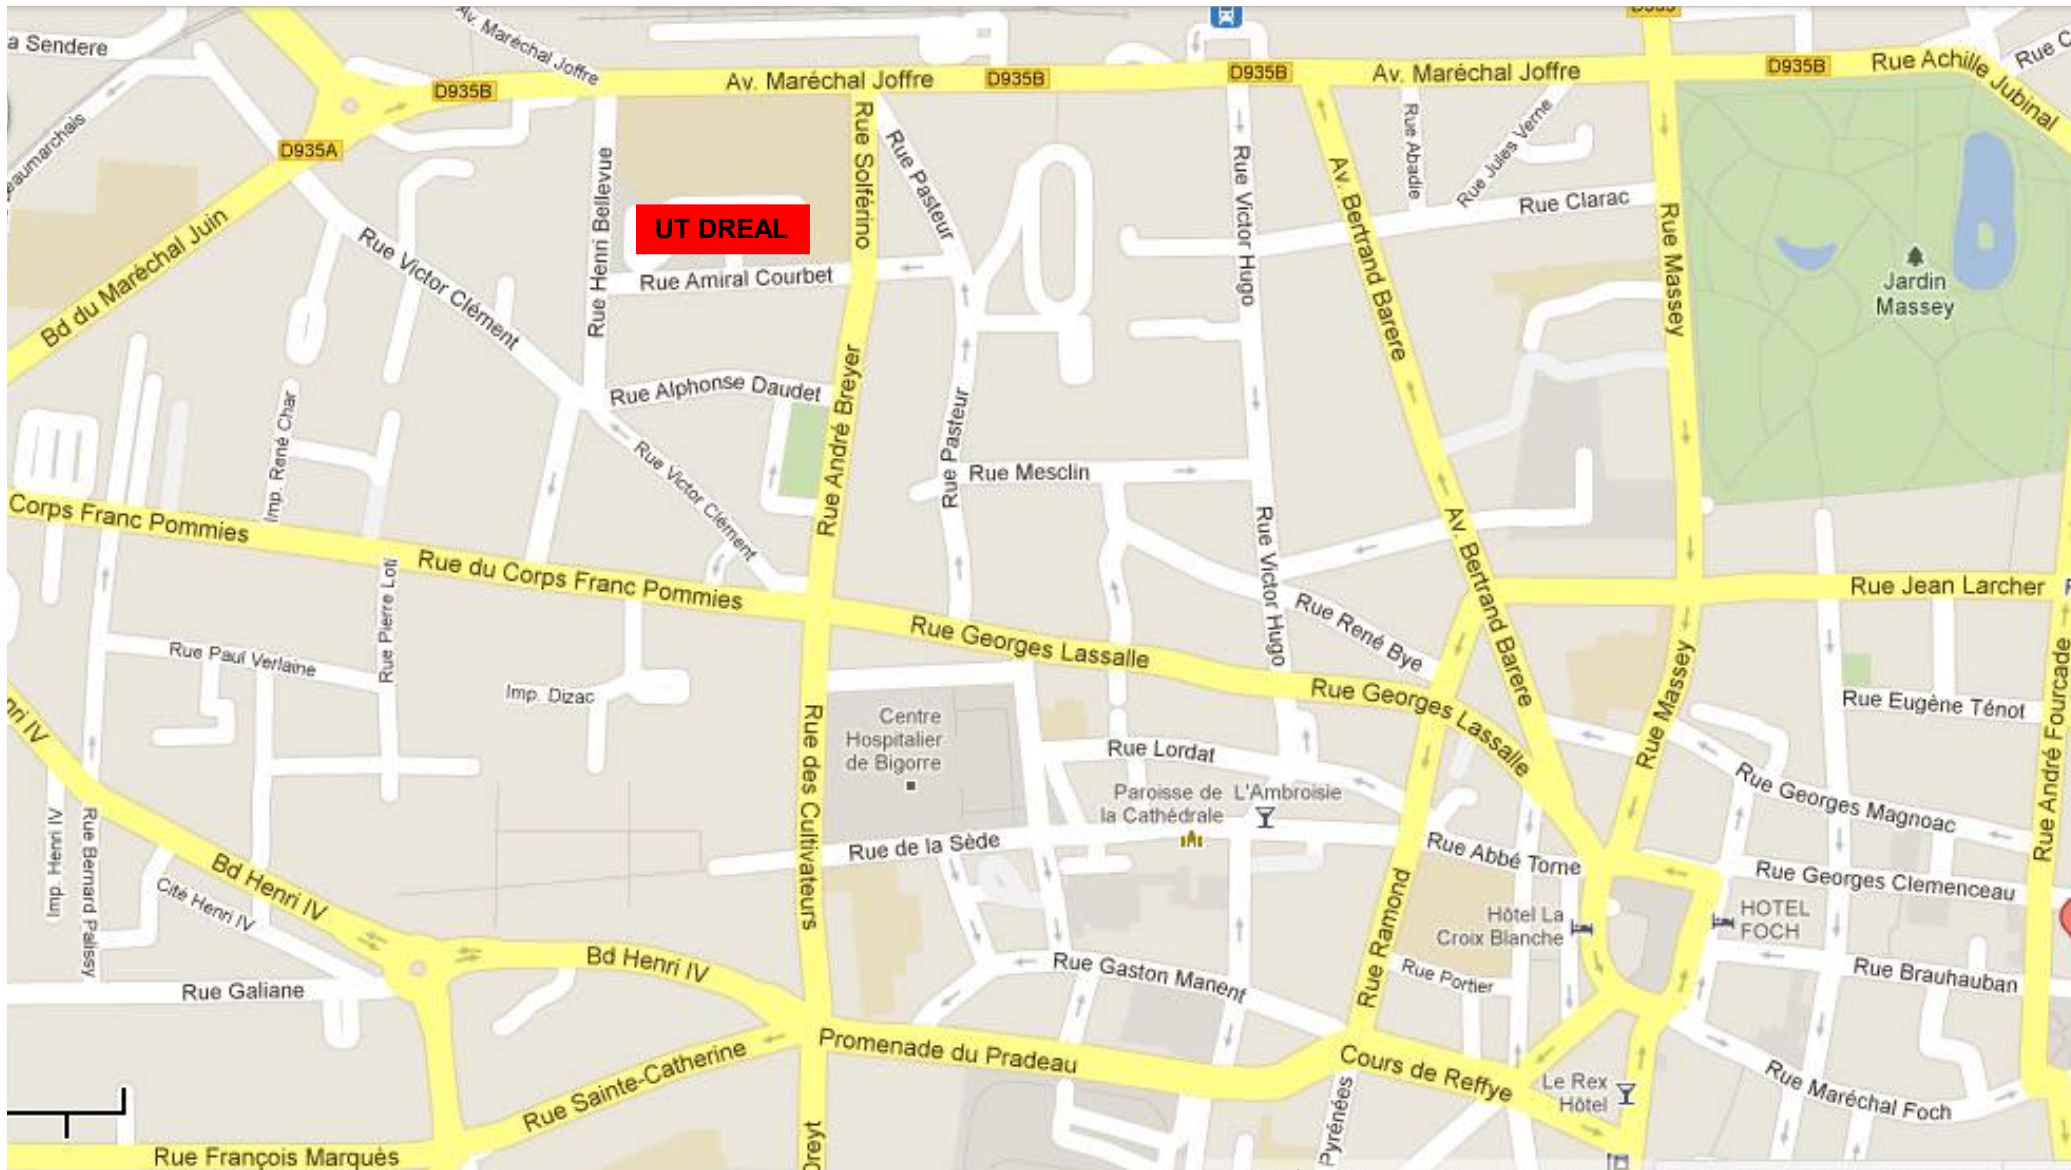 a Sendere
Av. Maréchal Joffre
D935B
Av. Maréchal Joffre
D935B
D935B
Av. Maréchal Joffre
D935B
Rue Achille Jubinal
D935A
Bd du Maréchal Juin
Rue Victor Clément
Rue Henri Bellevue
UT DREAL
Rue Amiral Courbet
Rue Solférino
Rue Pasteur
Rue Victor Hugo
Av. Bertrand Barere
Rue Abadie
Rue Jules Verne
Rue Clarac
Rue Massey
Jardin
Massey
Imp. René Char
Rue Alphonse Daudet
Rue André Breyer
Rue Pasteur
Rue Mesclin
Rue Victor Clément
Corps Franc Pommies
Rue du Corps Franc Pommies
Rue Pierre Loti
Rue Paul Verlaine
Imp. Dizac
Rue Georges Lassalle
Rue Victor Hugo
Rue René Bye
Av. Bertrand Barere
Rue Jean Larcher
Rue Massey
Rue Eugène Ténot
Rue André Fourcade
Rue Georges Lassalle
Centre
Hospitalier
de Bigorre
Rue des Cultivateurs
Rue Lordat
Paroisse de
la Cathédrale
L'Ambroisie
Rue de la Sède
Rue Abbé Torne
Rue Georges Magnoac
Rue Georges Clemenceau
nri IV
Imp. Henri IV
Rue Bernard Palissy
Bd Henri IV
Cité Henri IV
Rue Galiane
Bd Henri IV
Rue Gaston Manent
Rue Ramond
Rue Portier
Hôtel La
Croix Blanche
HOTEL
FOCH
Rue Brauhauban
Promenade du Pradeau
Cours de Reffye
Le Rex
Hôtel
Rue Maréchal Foch
Rue Sainte-Catherine
Rue François Marquès
Pyrénées